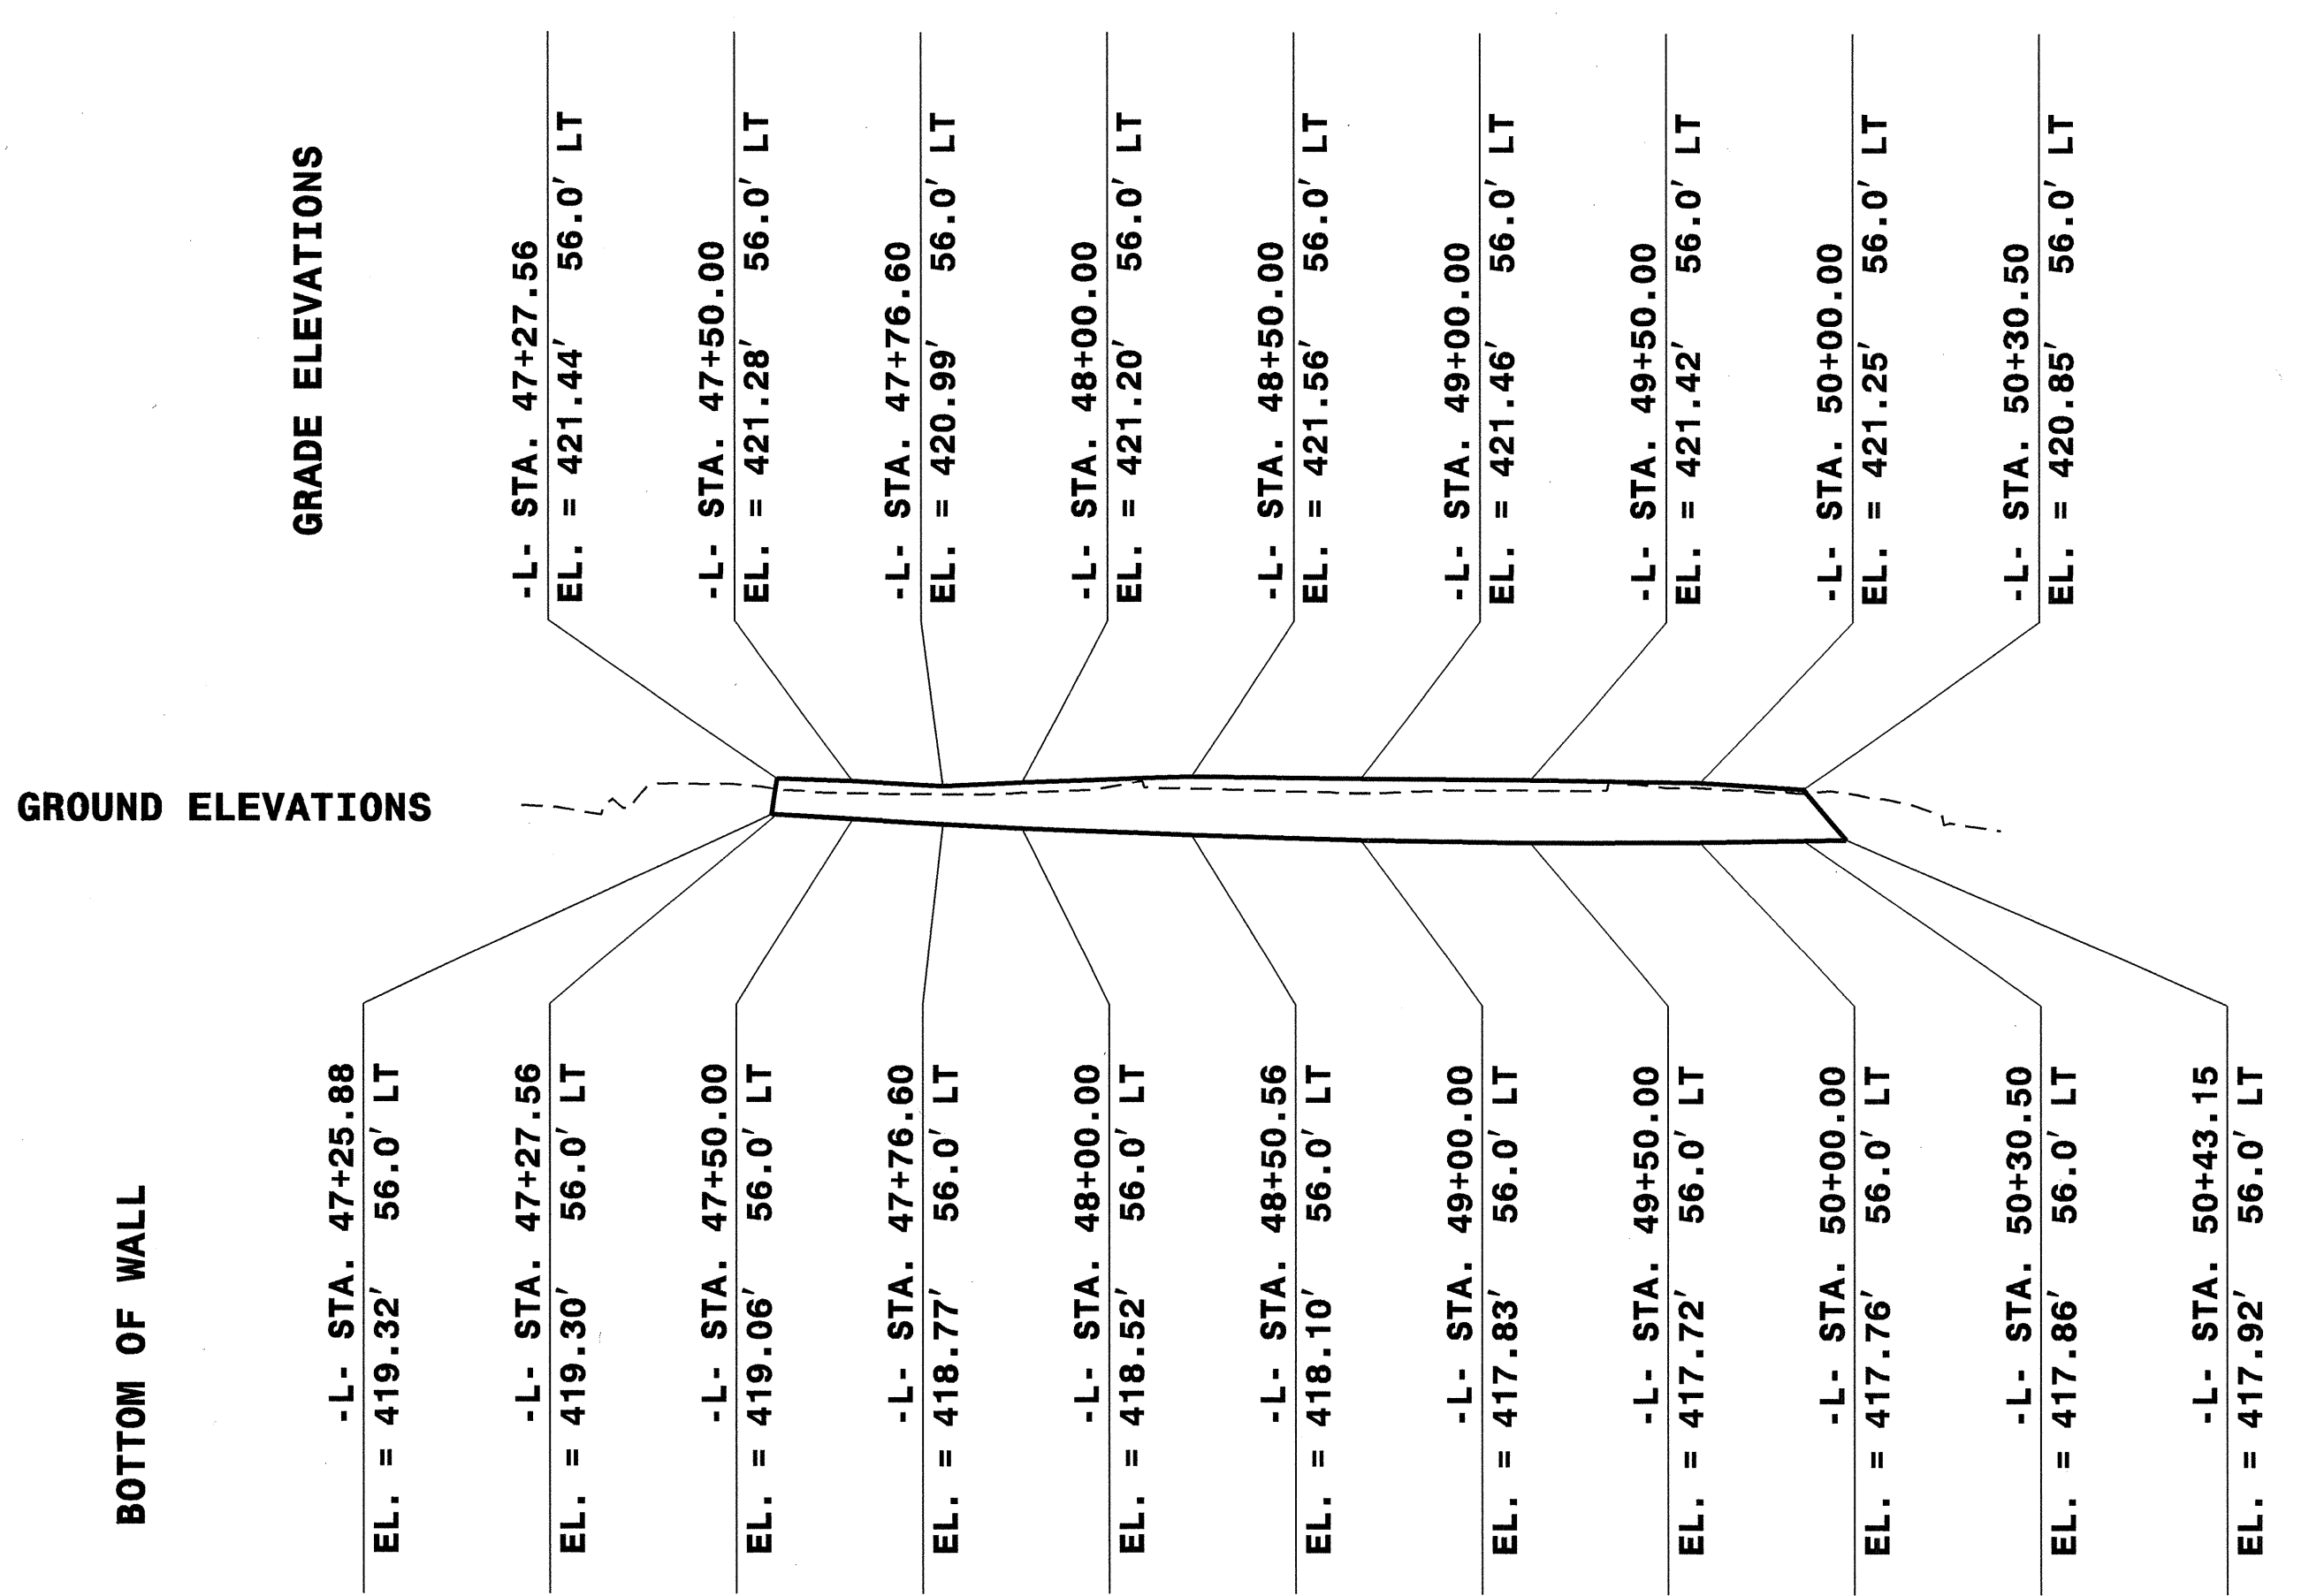 GRADE ELEVATIONS
-L- STA. 47+27.56
EL. = 421.44' 56.0' LT
-L- STA. 47+50.00
EL. = 421.28' 56.0' LT
-L- STA. 47+76.60
EL. = 420.99' 56.0' LT
-L- STA. 48+00.00
EL. = 421.20' 56.0' LT
-L- STA. 48+50.00
EL. = 421.56' 56.0' LT
-L- STA. 49+00.00
EL. = 421.46' 56.0' LT
-L- STA. 49+50.00
EL. = 421.42' 56.0' LT
-L- STA. 50+00.00
EL. = 421.25' 56.0' LT
-L- STA. 50+30.50
EL. = 420.85' 56.0' LT
GROUND ELEVATIONS
BOTTOM OF WALL
-L- STA. 47+25.88
EL. = 419.32' 56.0' LT
-L- STA. 47+27.56
EL. = 419.30' 56.0' LT
-L- STA. 47+50.00
EL. = 419.06' 56.0' LT
-L- STA. 47+76.60
EL. = 418.77' 56.0' LT
-L- STA. 48+00.00
EL. = 418.52' 56.0' LT
-L- STA. 48+50.56
EL. = 418.10' 56.0' LT
-L- STA. 49+00.00
EL. = 417.83' 56.0' LT
-L- STA. 49+50.00
EL. = 417.72' 56.0' LT
-L- STA. 50+00.00
EL. = 417.76' 56.0' LT
-L- STA. 50+30.50
EL. = 417.86' 56.0' LT
-L- STA. 50+43.15
EL. = 417.92' 56.0' LT